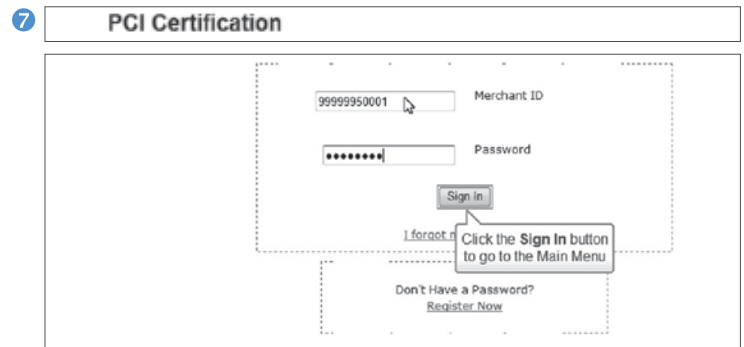 7
PCI Certification
99999950001
Merchant ID
••••••••
Password
Sign In
I forgot
Click the Sign In button
to go to the Main Menu
Don't Have a Password?
Register Now